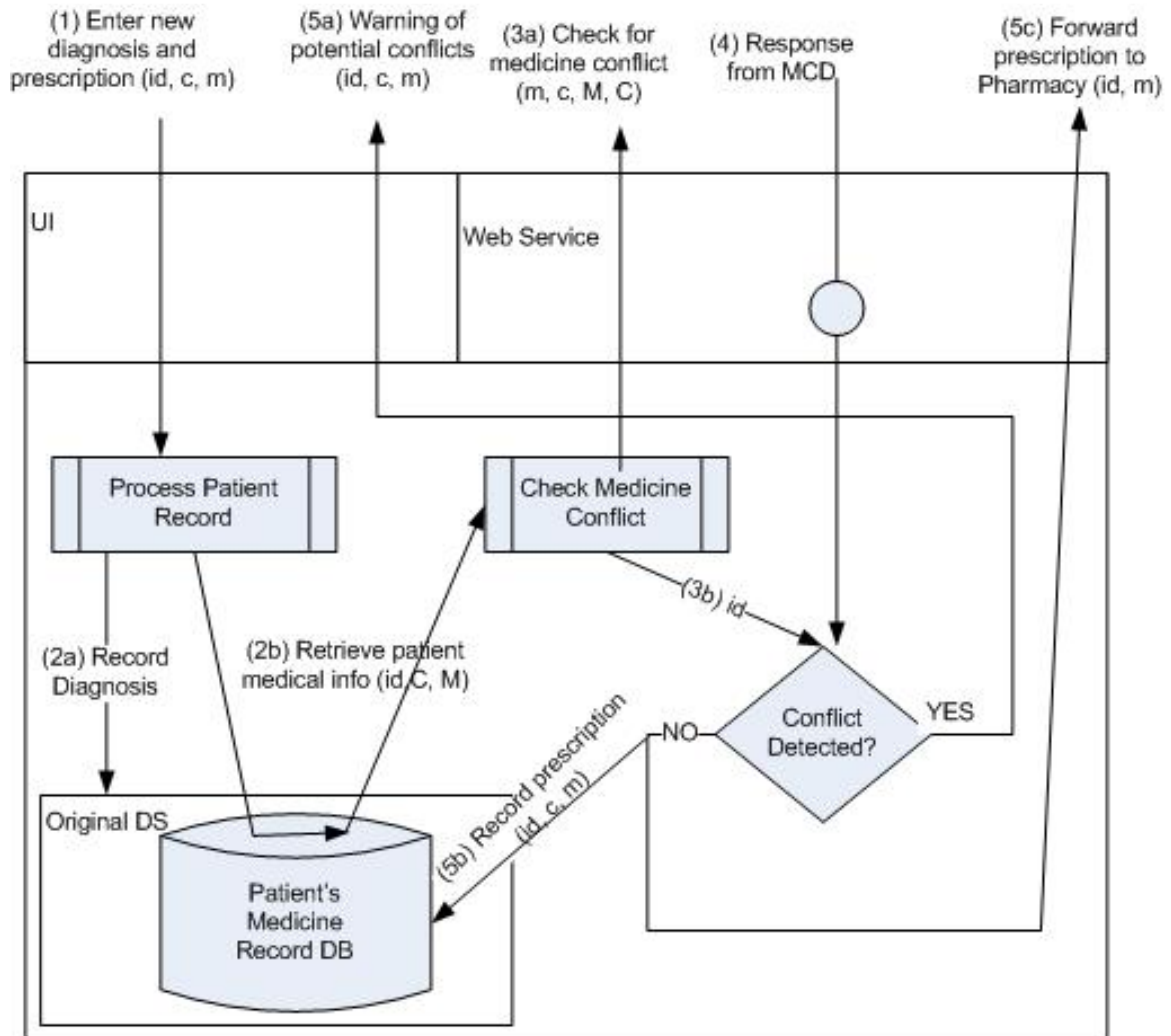 (1) Enter new
diagnosis and
prescription (id, c, m)
(5a) Warning of
potential conflicts
(id, c, m)
(3a) Check for
medicine conflict
(m, c, M, C)
(4) Response
from MCD
(5c) Forward
prescription to
Pharmacy (id, m)
UI
Web Service
Process Patient
Record
Check Medicine
Conflict
(3b) id
(2a) Record
Diagnosis
(2b) Retrieve patient
medical info (id C, M)
Conflict
Detected?
YES
NO
(5b) Record prescription
(id, c, m)
Original DS
Patient's
Medicine
Record DB